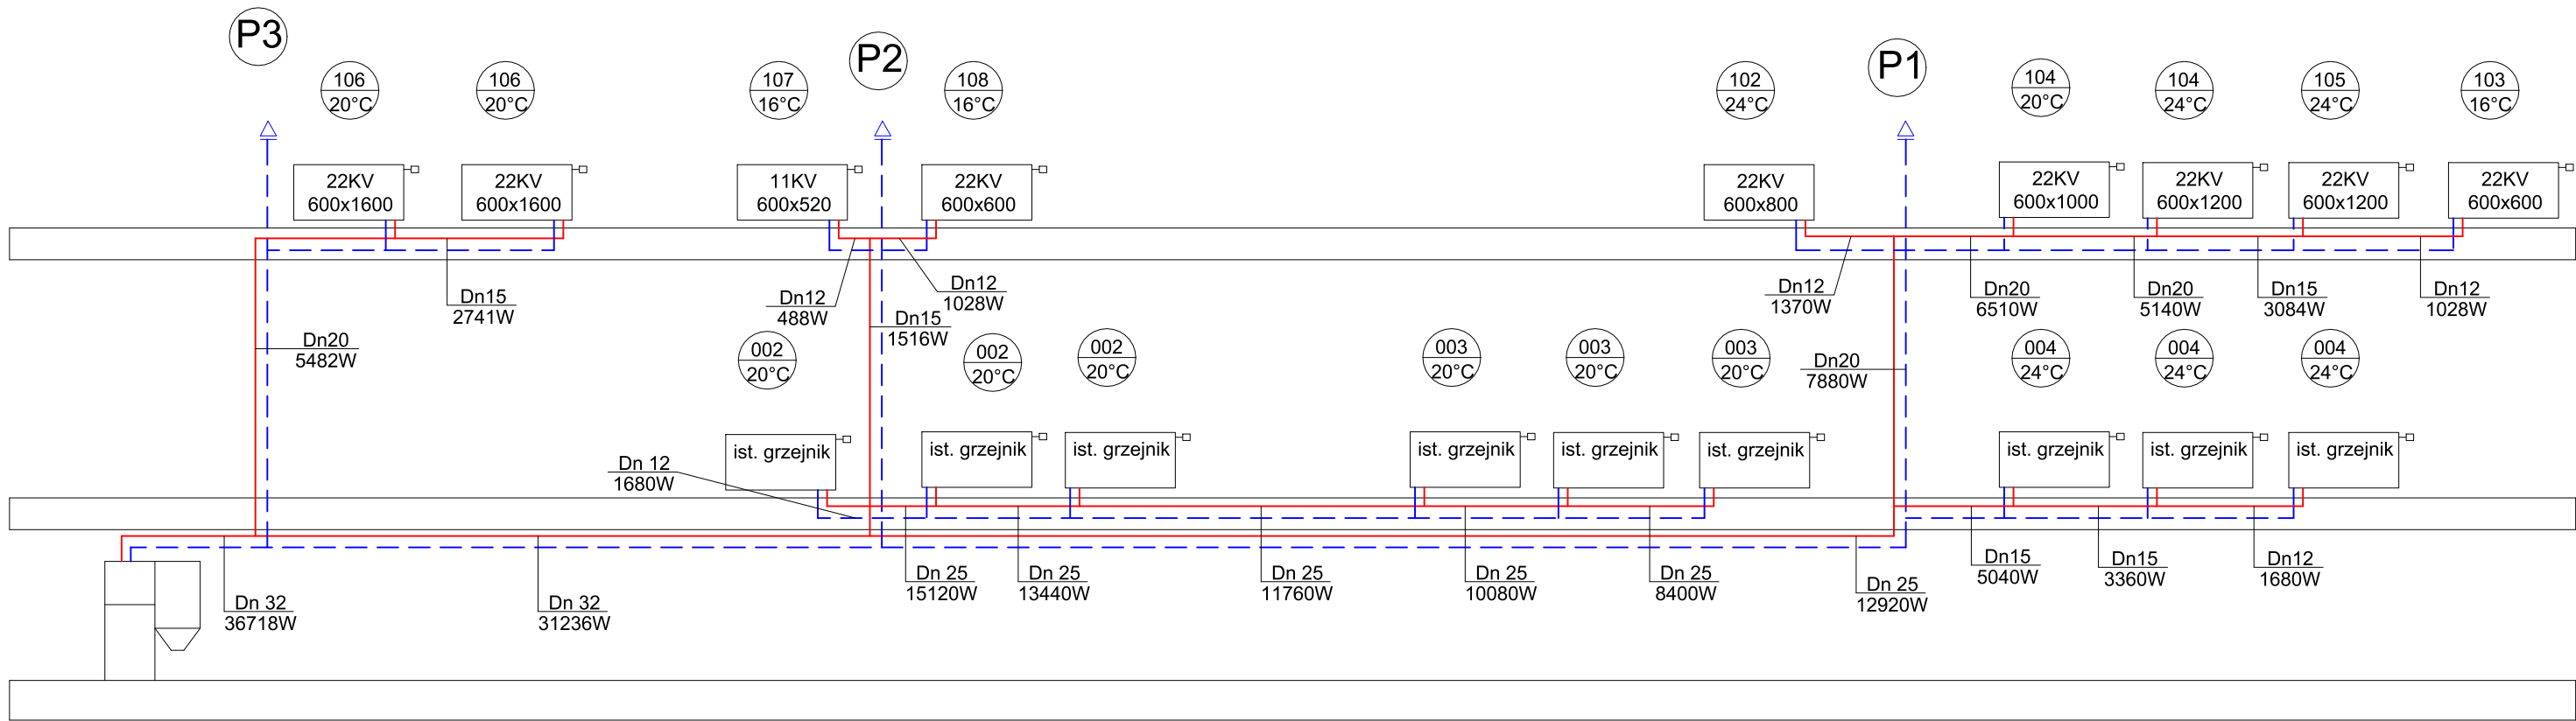 P3
P2
P1
106
20°C
106
20°C
107
16°C
108
16°C
102
24°C
104
20°C
104
24°C
105
24°C
103
16°C
22KV
600x1600
22KV
600x1600
11KV
600x520
22KV
600x600
22KV
600x800
22KV
600x1000
22KV
600x1200
22KV
600x1200
22KV
600x600
Dn15
2741W
Dn12
488W
Dn12
1028W
Dn15
1516W
Dn12
1370W
Dn20
6510W
Dn20
5140W
Dn15
3084W
Dn12
1028W
Dn20
5482W
Dn20
7880W
002
20°C
002
20°C
002
20°C
003
20°C
003
20°C
003
20°C
004
24°C
004
24°C
004
24°C
ist. grzejnik
ist. grzejnik
ist. grzejnik
ist. grzejnik
ist. grzejnik
ist. grzejnik
ist. grzejnik
ist. grzejnik
ist. grzejnik
Dn 12
1680W
Dn 32
36718W
Dn 32
31236W
Dn 25
15120W
Dn 25
13440W
Dn 25
11760W
Dn 25
10080W
Dn 25
8400W
Dn 25
12920W
Dn15
5040W
Dn15
3360W
Dn12
1680W